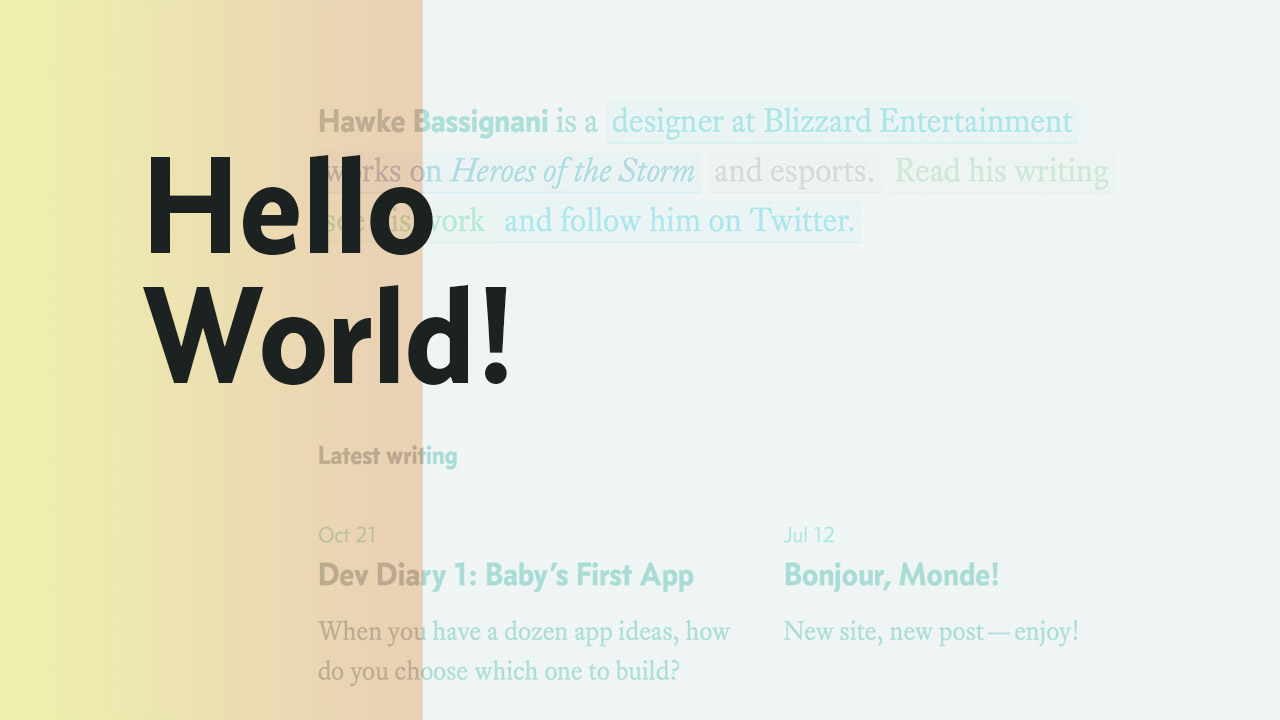 Hawke Bassignani is a designer at Blizzard Entertainment
works on Heroes of the Storm and esports. Read his writing
see his work and follow him on Twitter.
Hello
World!
Latest writing
Oct 21
Dev Diary 1: Baby’s First App
When you have a dozen app ideas, how
do you choose which one to build?
Jul 12
Bonjour, Monde!
New site, new post — enjoy!